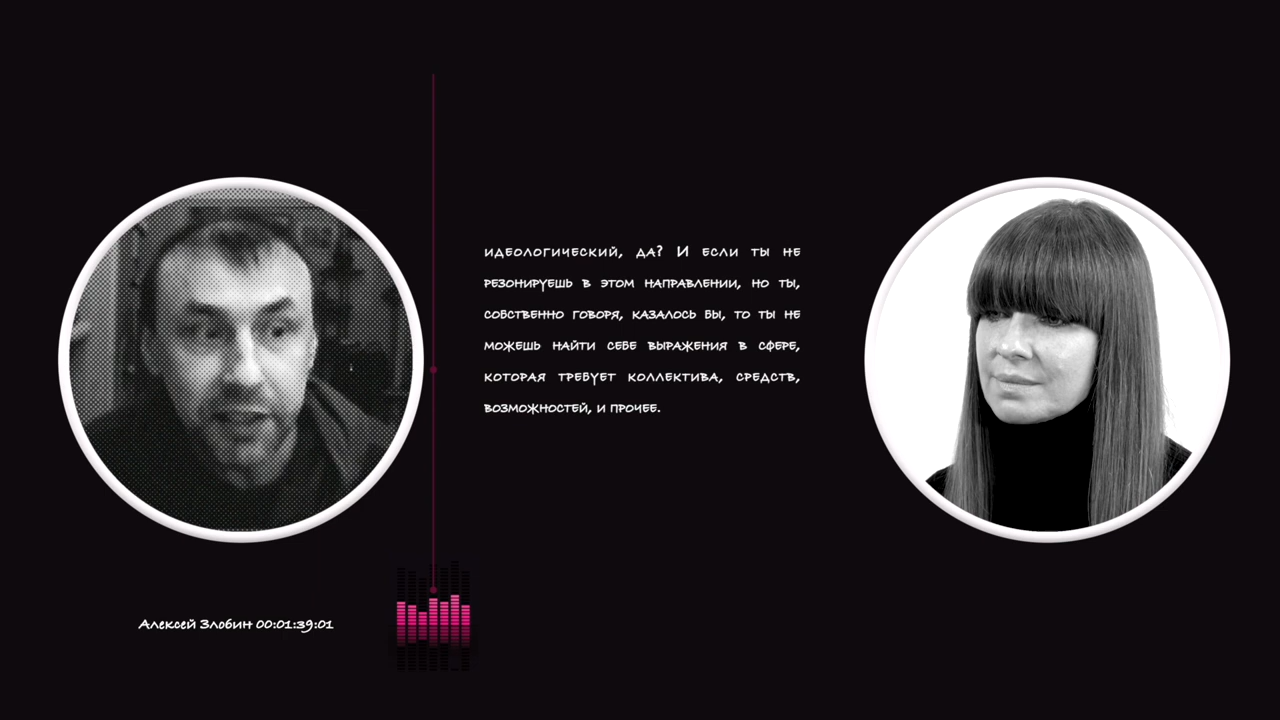 идеологический, да? И если ты не
резонируешь в этом направлении, но ты,
собственно говоря, казалось бы, то ты не
можешь найти себе выражения в сфере,
которая требует коллектива, средств,
возможностей, и прочее.
Алексей Злобин 00:01:39:01